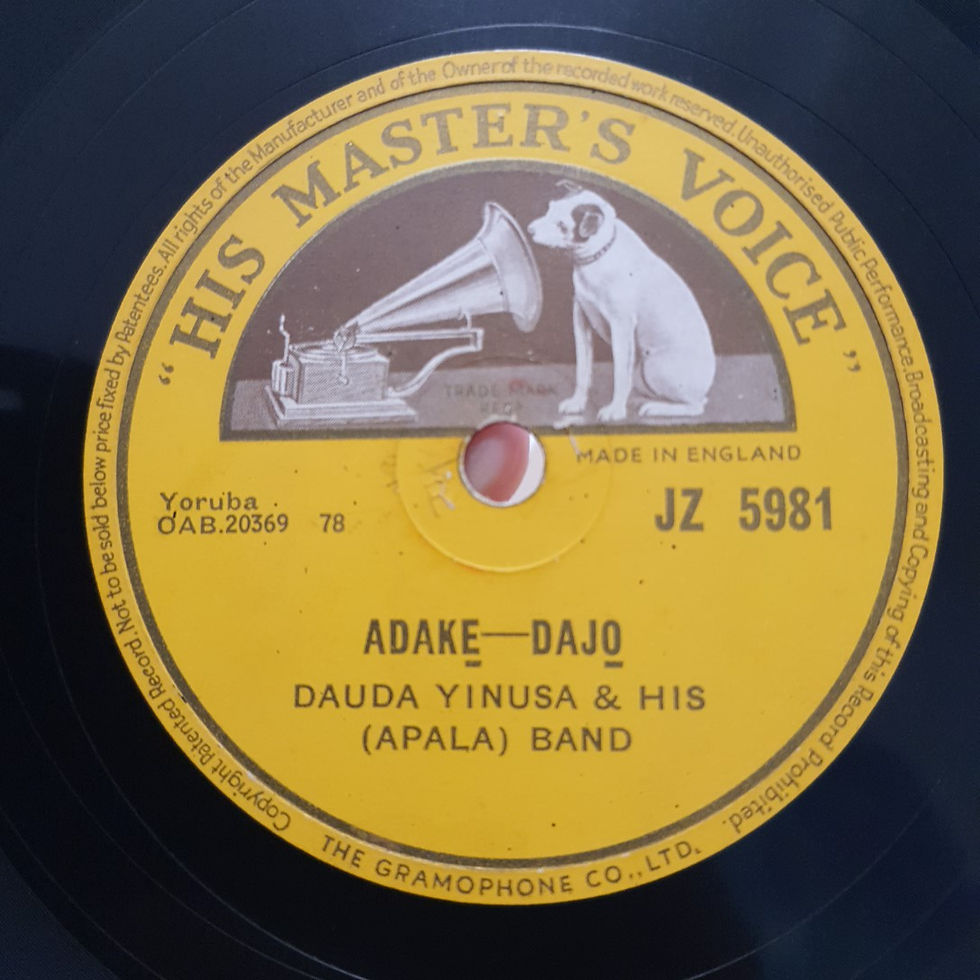 Copyright Patented Record. Not to be sold below price fixed by Patentees. All rights of the Manufacturer and of the Owner of the recorded work reserved. Unauthorised Public Performance. Broadcasting and Copying of this Record Prohibited.
“HIS MASTER'S VOICE”
TRADE MARK
REGD
MADE IN ENGLAND
Yoruba
OAB.20369 78
JZ 5981
ADAKE̱—DAJO̱
DAUDA YINUSA & HIS
(APALA) BAND
THE GRAMOPHONE CO., LTD.